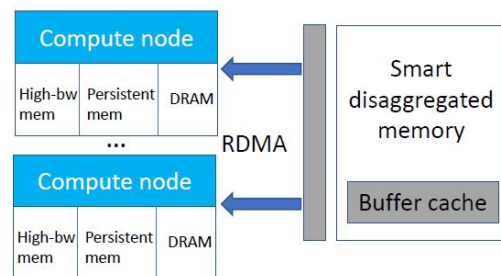 Compute node
High-bw Persistent DRAM
mem mem
...
RDMA
Compute node
High-bw Persistent DRAM
mem mem
Smart
disaggregated
memory
Buffer cache